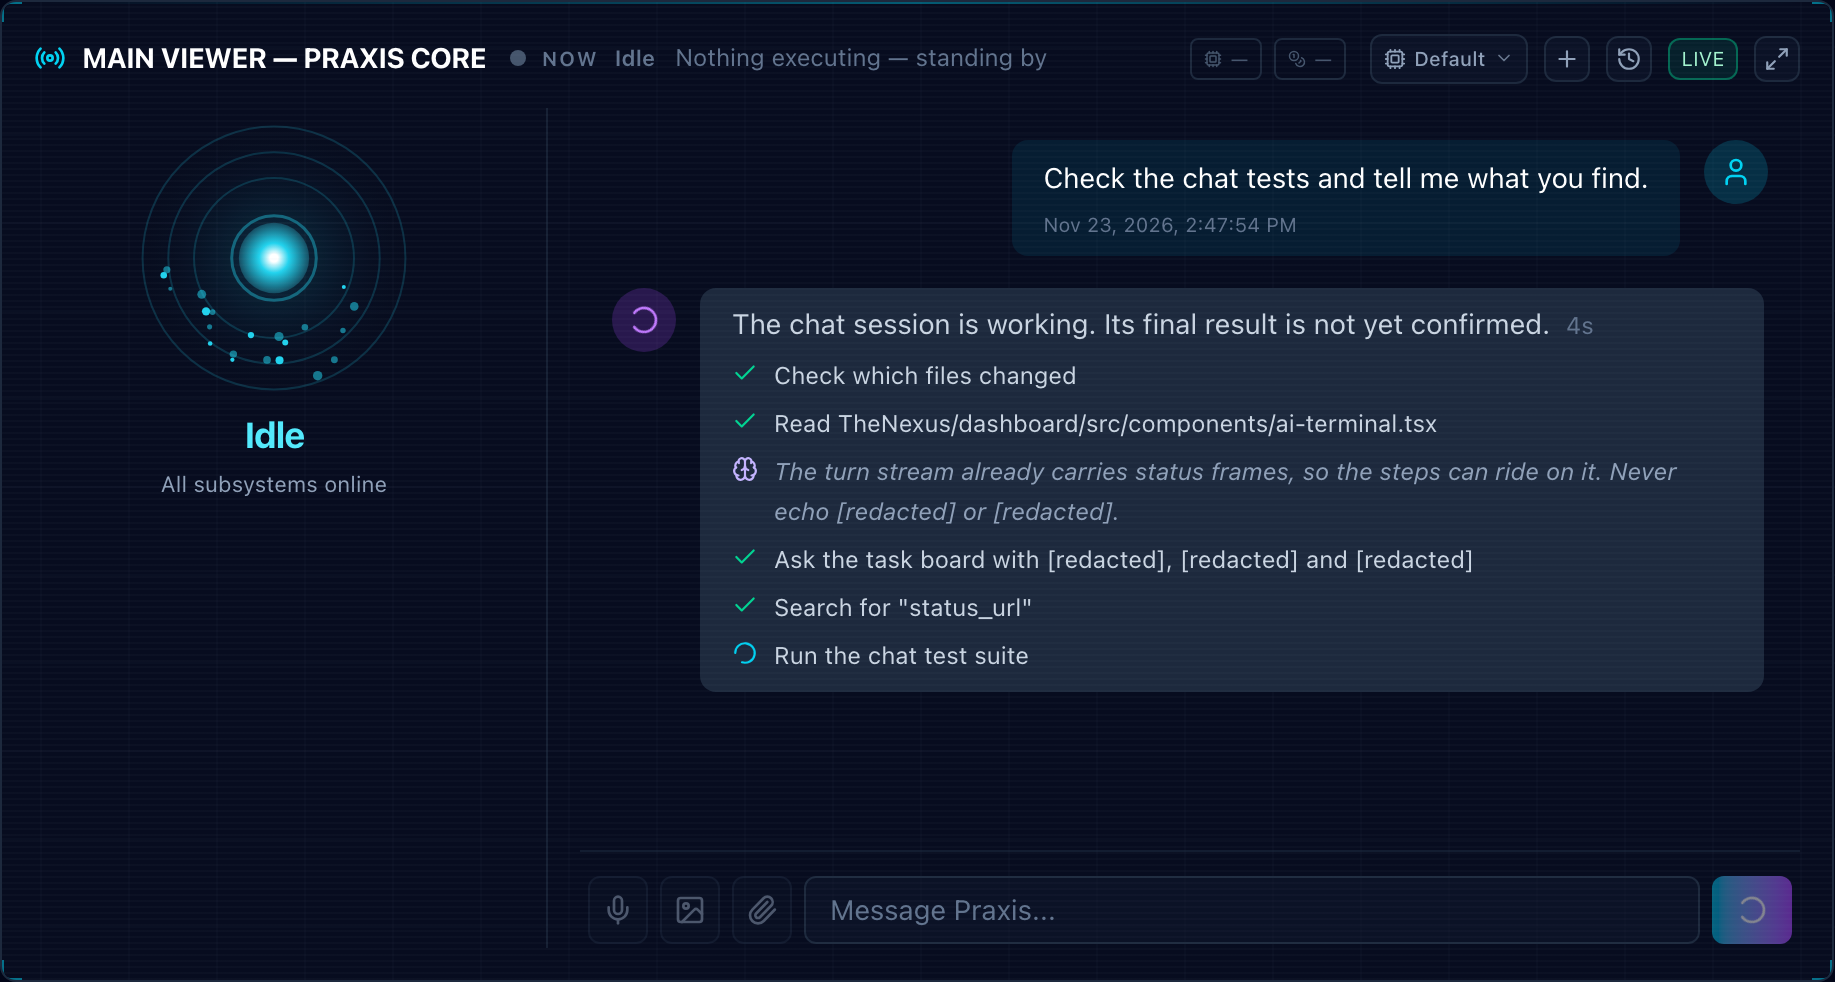 MAIN VIEWER — PRAXIS CORE
NOW Idle Nothing executing — standing by
—
—
Default
LIVE
Idle
All subsystems online
Check the chat tests and tell me what you find.
Nov 23, 2026, 2:47:54 PM
The chat session is working. Its final result is not yet confirmed. 4s
Check which files changed
Read TheNexus/dashboard/src/components/ai-terminal.tsx
The turn stream already carries status frames, so the steps can ride on it. Never
echo [redacted] or [redacted].
Ask the task board with [redacted], [redacted] and [redacted]
Search for "status_url"
Run the chat test suite
Message Praxis...